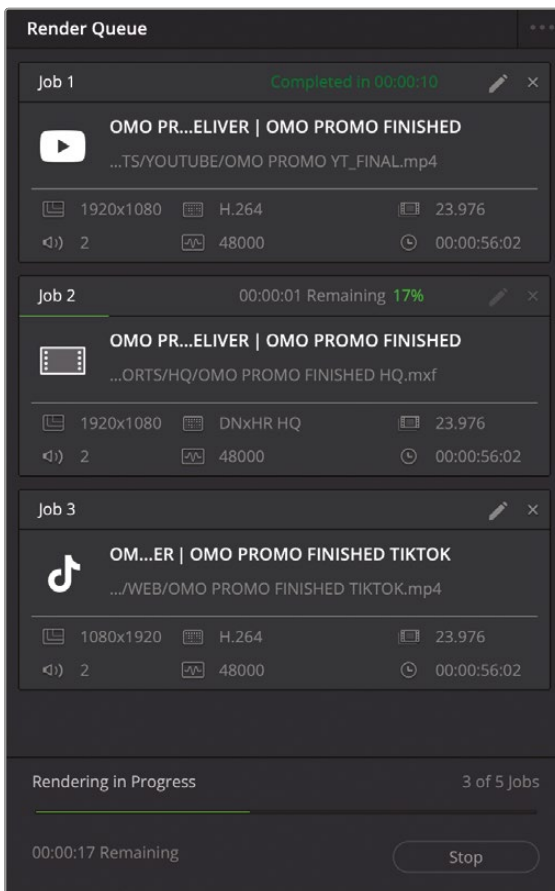 Render Queue
Job 1 Completed in 00:00:10
OMO PR...ELIVER | OMO PROMO FINISHED
...TS/YOUTUBE/OMO PROMO YT_FINAL.mp4
1920x1080 H.264 23.976
2 48000 00:00:56:02
Job 2 00:00:01 Remaining 17%
OMO PR...ELIVER | OMO PROMO FINISHED
...ORTS/HQ/OMO PROMO FINISHED HQ.mxf
1920x1080 DNxHR HQ 23.976
2 48000 00:00:56:02
Job 3
OM...ER | OMO PROMO FINISHED TIKTOK
.../WEB/OMO PROMO FINISHED TIKTOK.mp4
1080x1920 H.264 23.976
2 48000 00:00:56:02
Rendering in Progress 3 of 5 Jobs
00:00:17 Remaining Stop